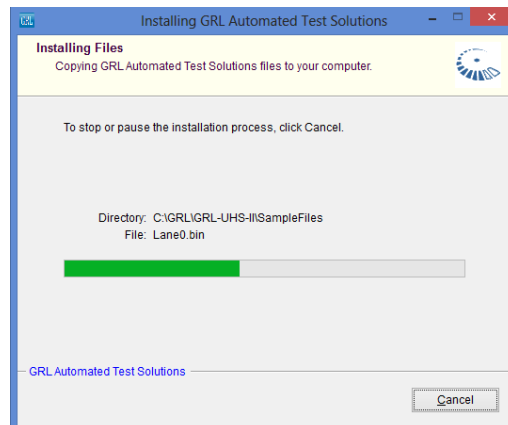 GRL
Installing GRL Automated Test Solutions
Installing Files
Copying GRL Automated Test Solutions files to your computer.
To stop or pause the installation process, click Cancel.
Directory: C:\GRL\GRL-UHS-II\SampleFiles
File: Lane0.bin
GRL Automated Test Solutions
Cancel